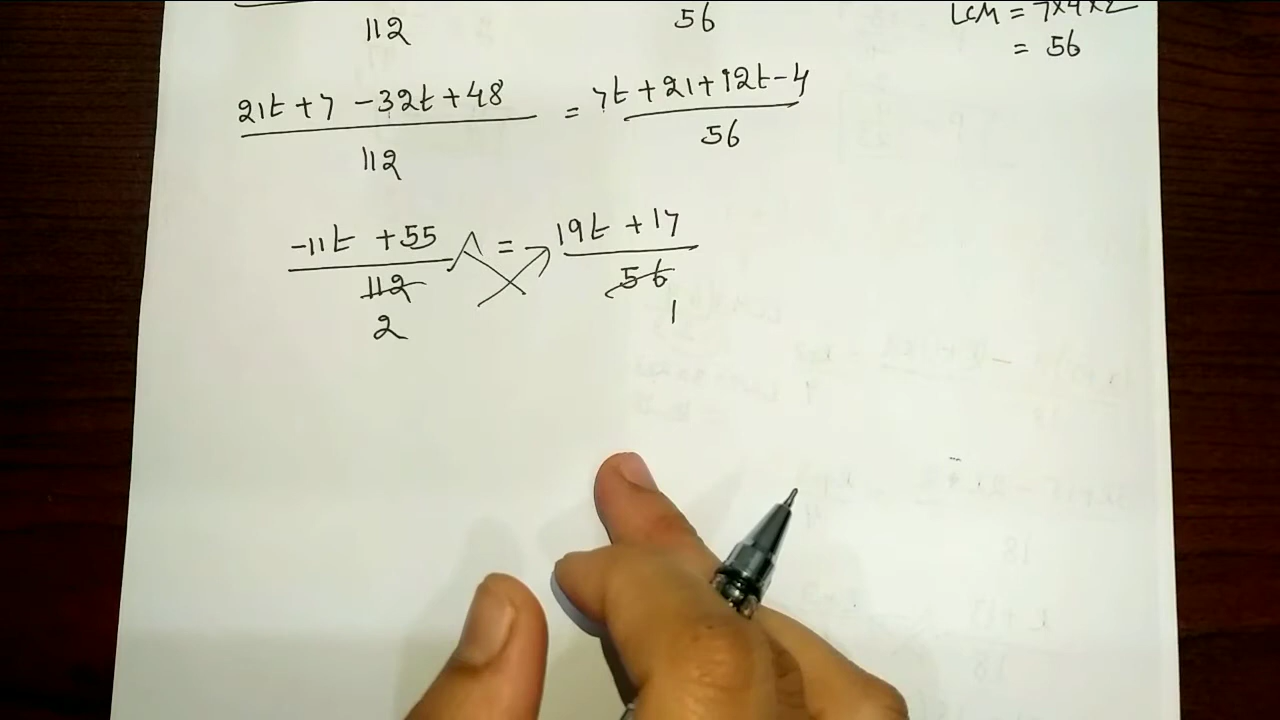 112 56 LCM = 7x4x2
= 56
21t + 7 - 32t + 48 = 7t + 21 + 12t - 4
112 56
-11t + 55 = 19t + 17
112 56
2 1